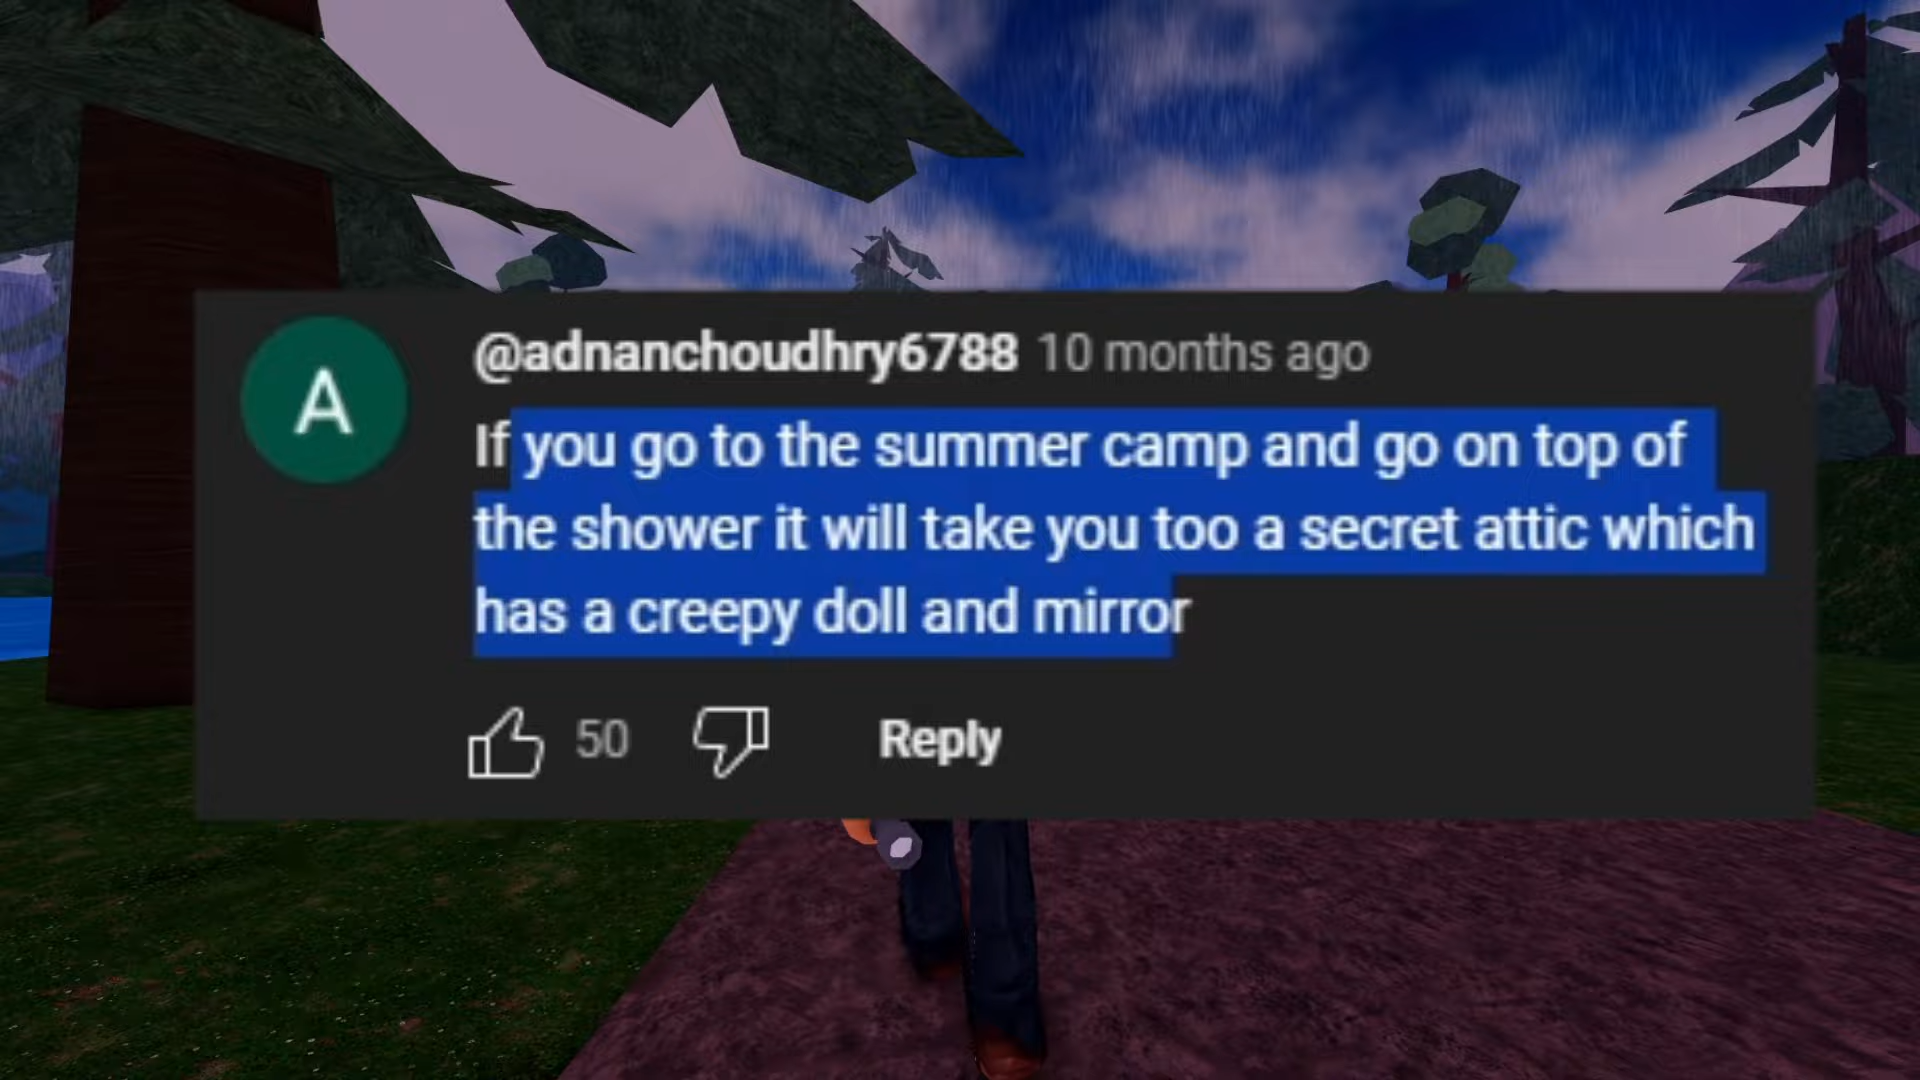 A
@adnanchoudhry6788 10 months ago
If you go to the summer camp and go on top of
the shower it will take you too a secret attic which
has a creepy doll and mirror
50 Reply